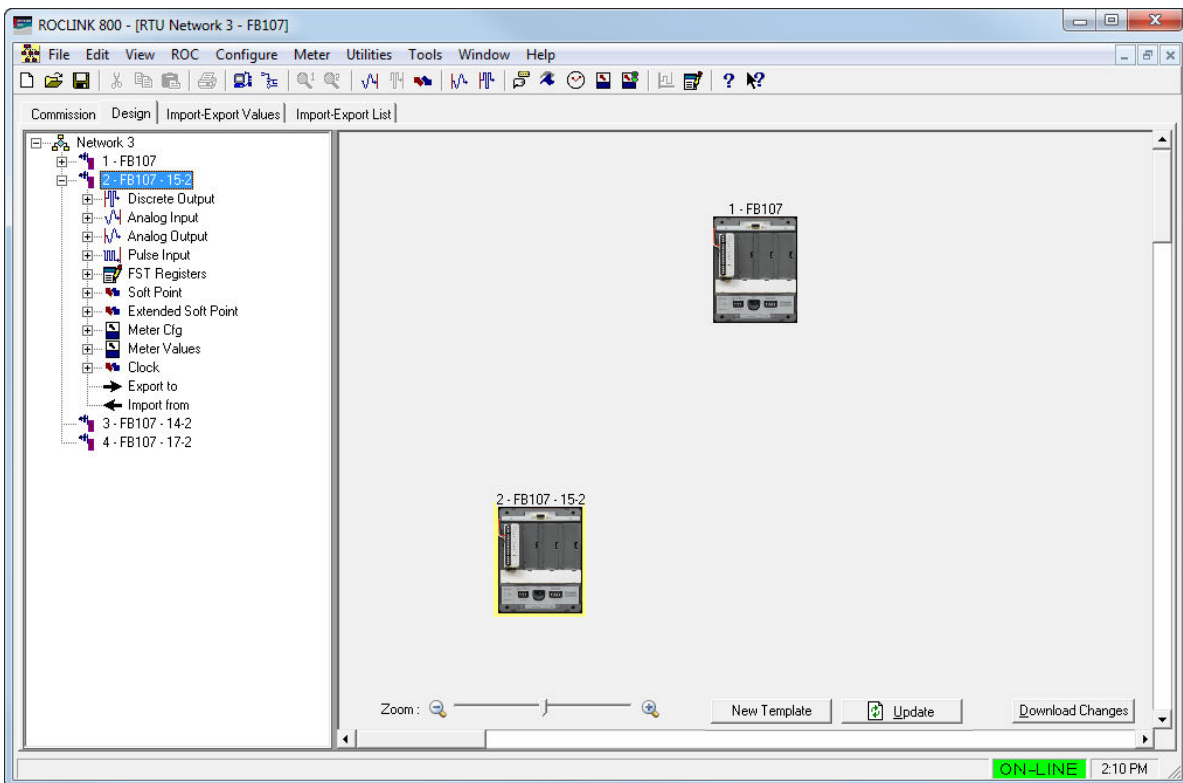 ROCLINK 800 - [RTU Network 3 - FB107]
File Edit View ROC Configure Meter Utilities Tools Window Help
Commission Design Import-Export Values Import-Export List
Network 3
1 - FB107
2 - FB107 - 15-2
Discrete Output
Analog Input
Analog Output
Pulse Input
FST Registers
Soft Point
Extended Soft Point
Meter Cfg
Meter Values
Clock
Export to
Import from
3 - FB107 - 14-2
4 - FB107 - 17-2
1 - FB107
2 - FB107 - 15-2
Zoom :
New Template
Update
Download Changes
ON-LINE 2:10 PM